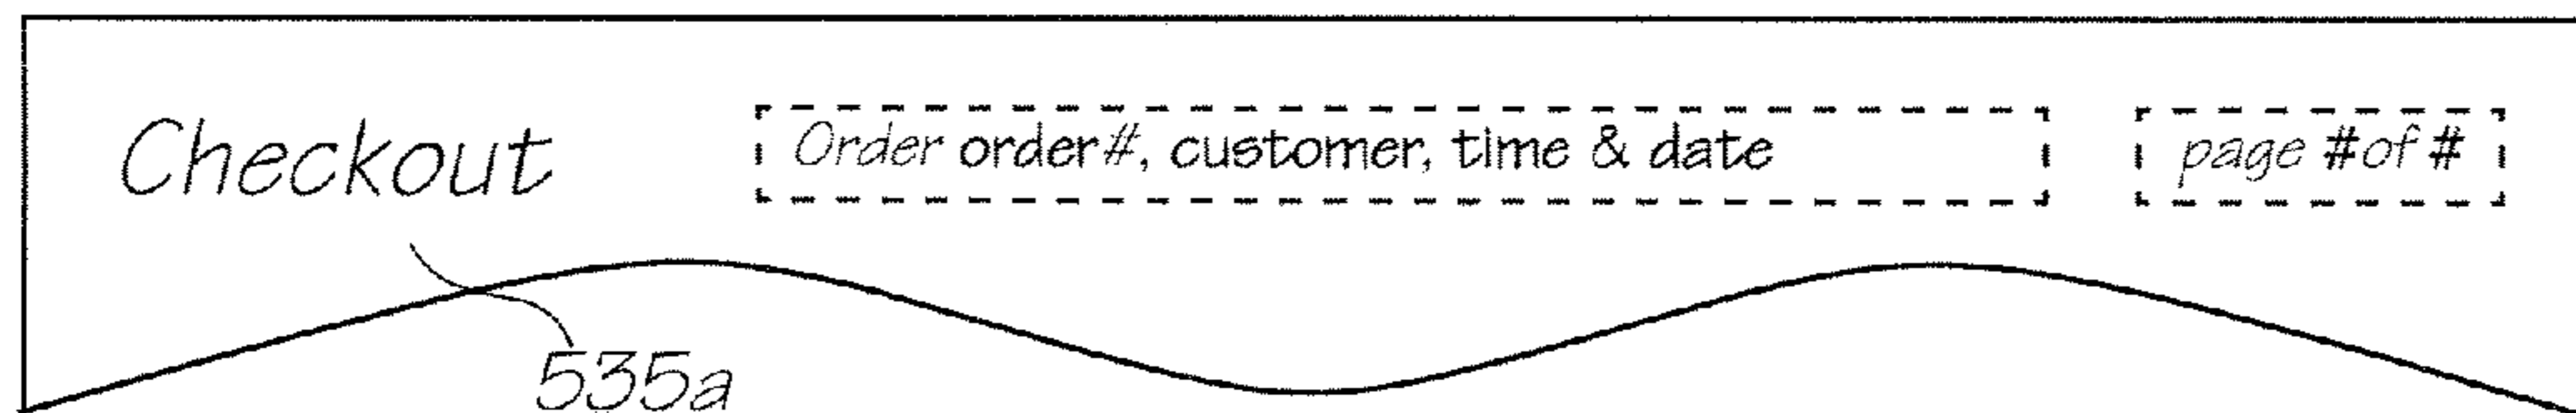 Checkout Order order#, customer, time & date page #of #
535a